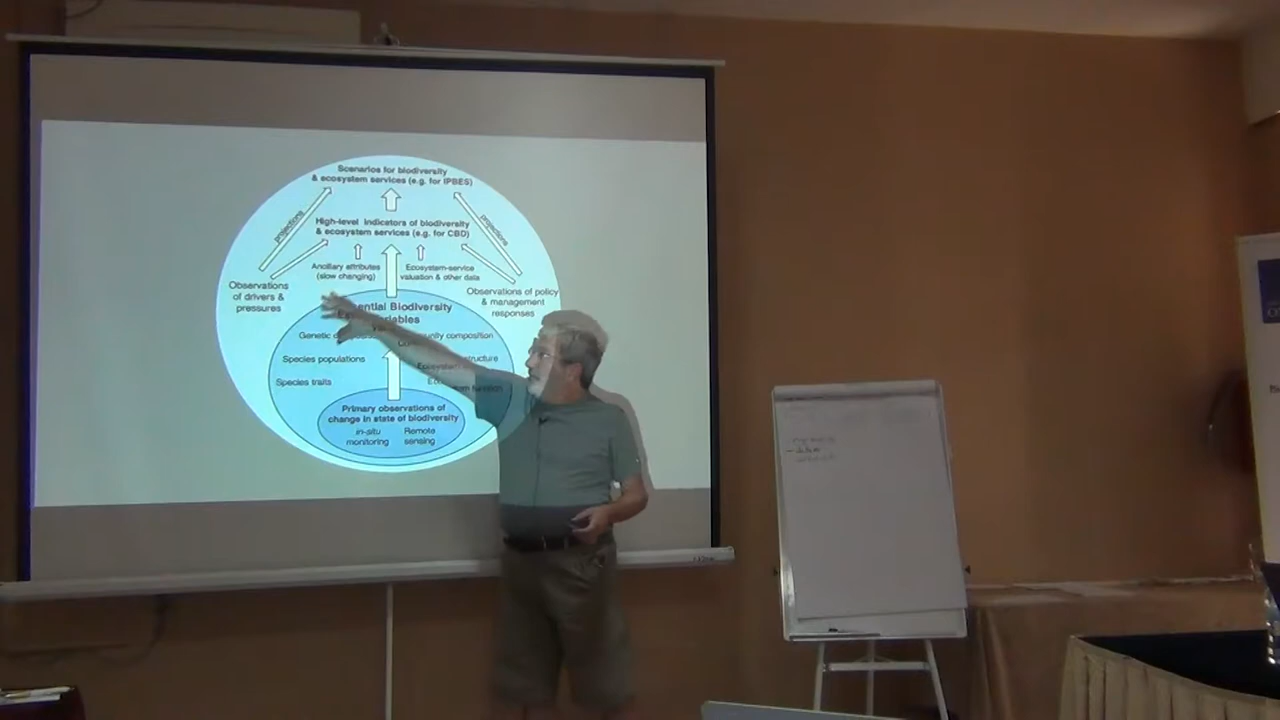 Scenarios for biodiversity
& ecosystem services (e.g. for IPBES)
projections
projections
High-level indicators of biodiversity
& ecosystem services (e.g. for CBD)
Ancillary attributes
(slow changing)
Ecosystem-service
valuation & other data
Observations
of drivers &
pressures
Observations of policy
& management
responses
Biodiversity
Genetic
composition
Species populations
Species traits
Primary observations of
change in state of biodiversity
in-situ
monitoring
Remote
sensing